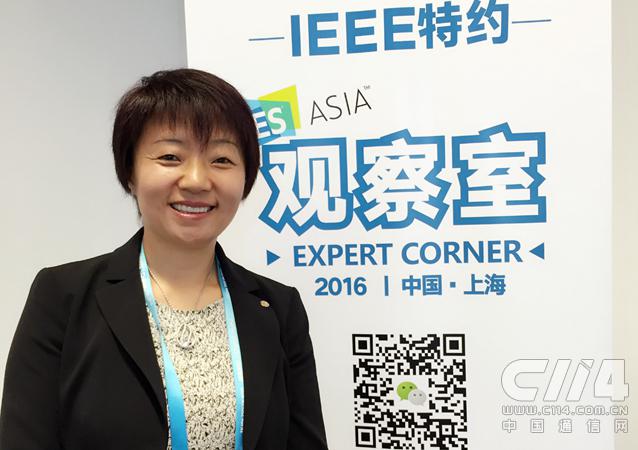 IEEE特约
ES ASIA™
观察室
EXPERT CORNER
2016 | 中国·上海
C114
www.c114.com.cn
中国通信网